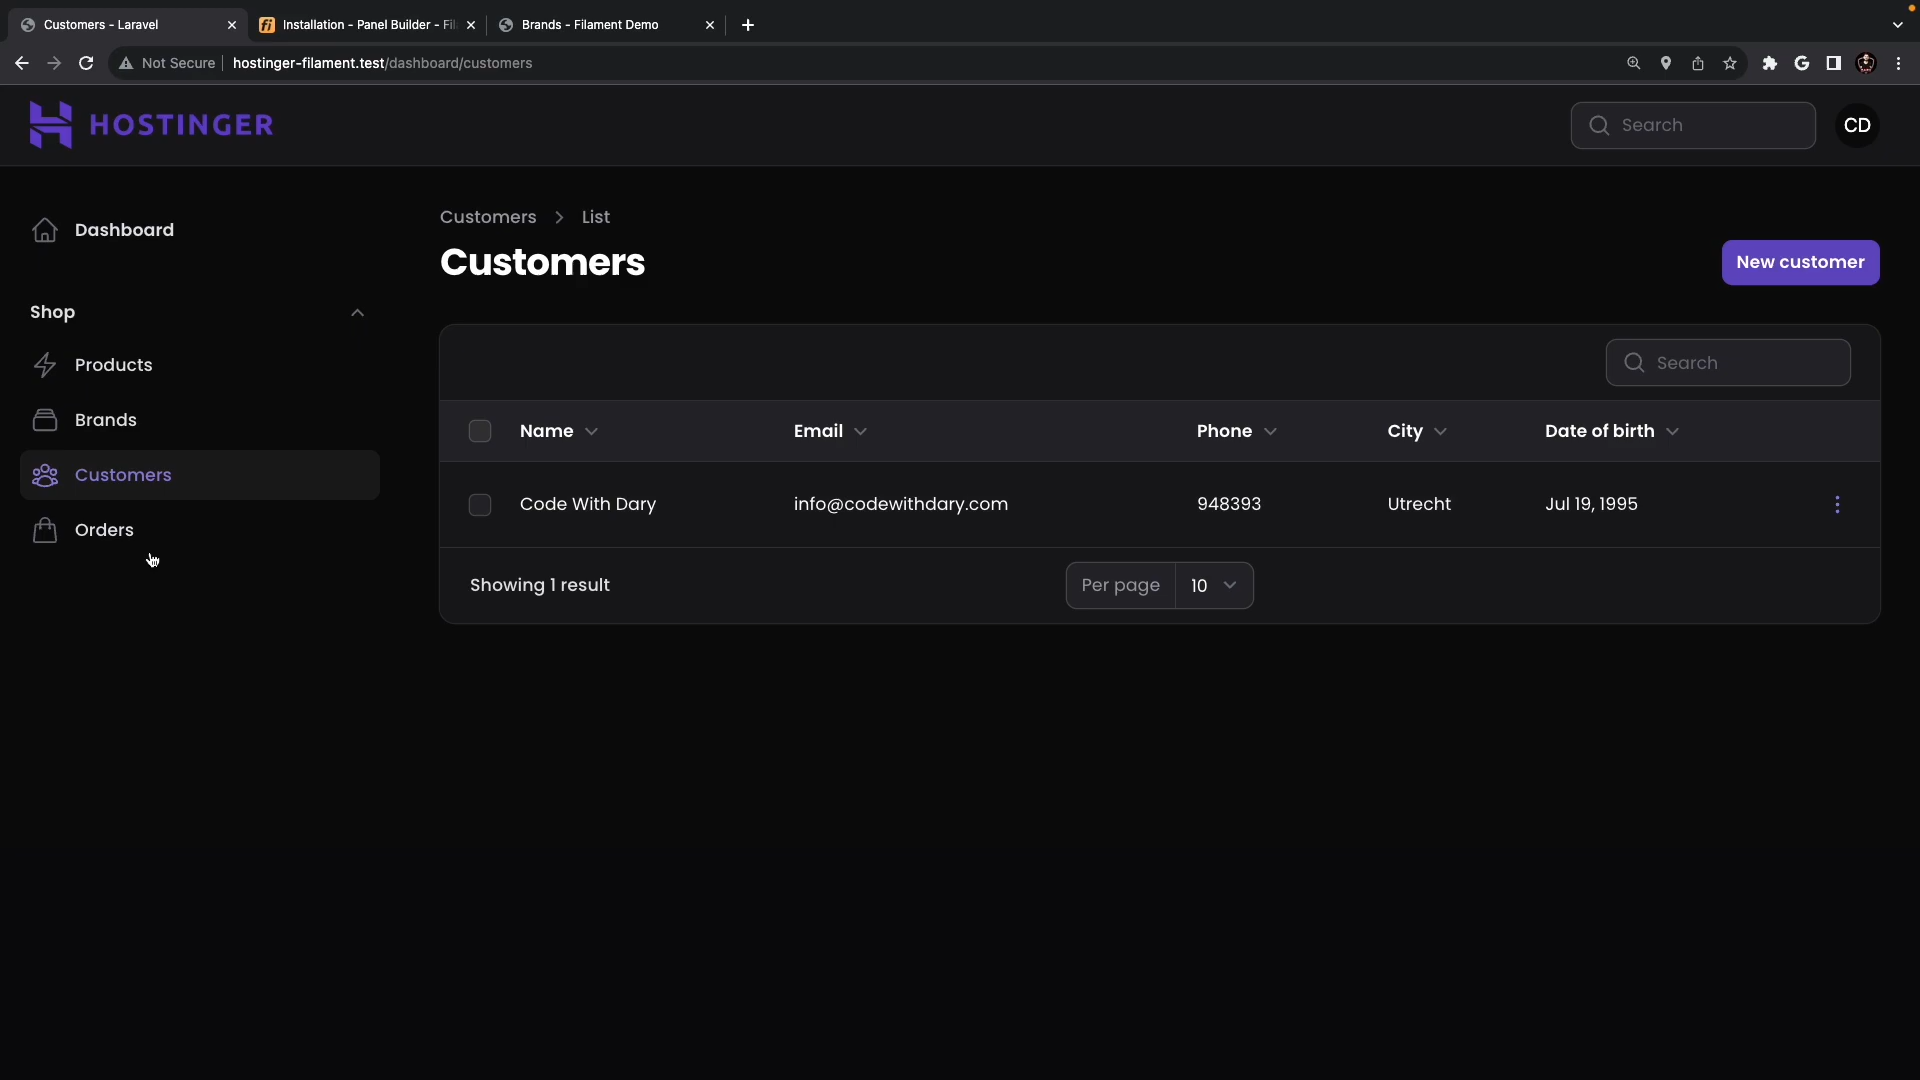 Customers - Laravel
Installation - Panel Builder - Fil
Brands - Filament Demo
Not Secure
hostinger-filament.test/dashboard/customers
HOSTINGER
Search
CD
Dashboard
Shop
Products
Brands
Customers
Orders
Customers > List
Customers
New customer
Search
Name Email Phone City Date of birth
Code With Dary info@codewithdary.com 948393 Utrecht Jul 19, 1995
Showing 1 result
Per page 10